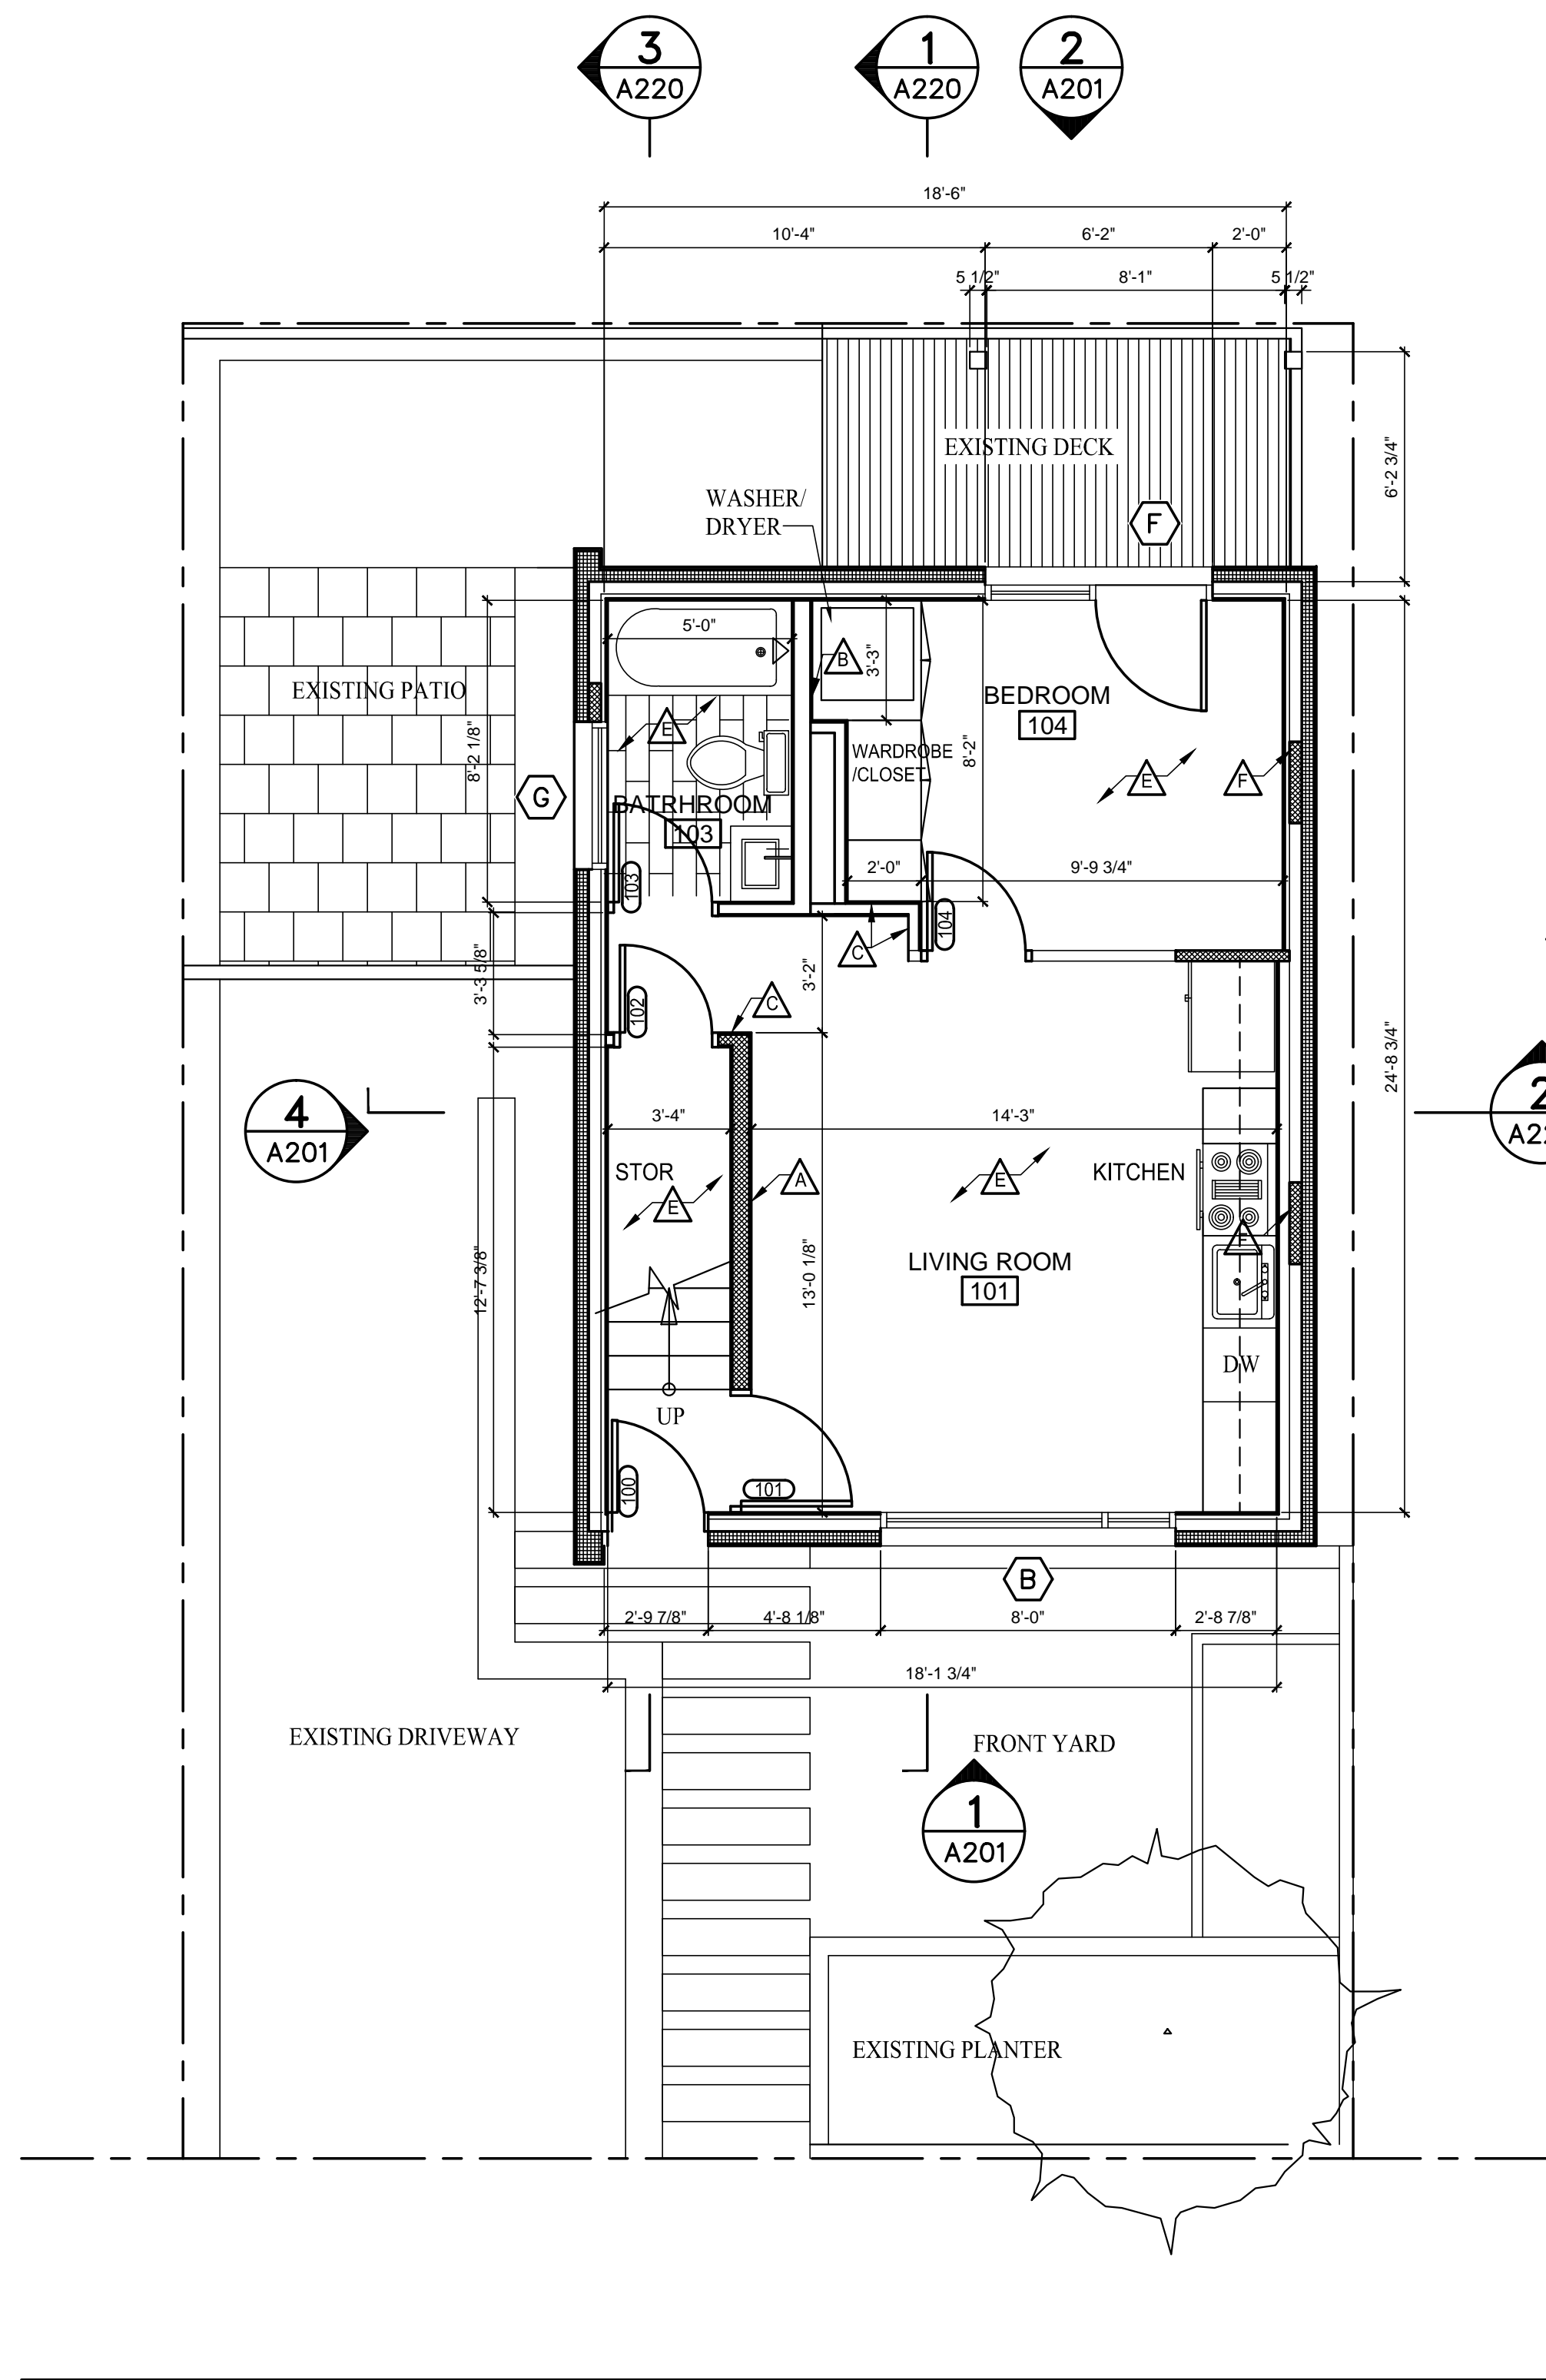 3
A220
1
A220
2
A201
18'-6"
10'-4"
6'-2"
2'-0"
5 1/2"
8'-1"
5 1/2"
EXISTING DECK
6'-2 3/4"
WASHER/
DRYER
F
5'-0"
B
3'-3"
EXISTING PATIO
BEDROOM
104
E
8'-2 1/8"
WARDROBE
/CLOSET
8'-2"
E
F
G
BATRHROOM
103
2'-0"
9'-9 3/4"
103
104
C
3'-3 5/8"
3'-2"
102
C
24'-8 3/4"
4
A201
3'-4"
14'-3"
2
STOR
E
A
E
KITCHEN
F
12'-7 3/8"
13'-0 1/8"
LIVING ROOM
101
DW
UP
100
101
B
2'-9 7/8"
4'-8 1/8"
8'-0"
2'-8 7/8"
18'-1 3/4"
EXISTING DRIVEWAY
FRONT YARD
1
A201
EXISTING PLANTER